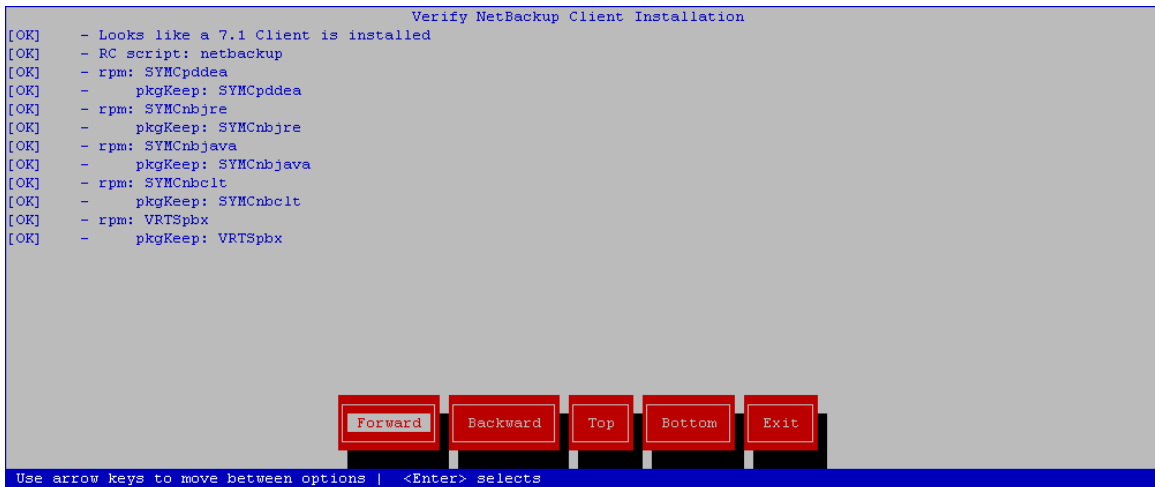 Verify NetBackup Client Installation
[OK] - Looks like a 7.1 Client is installed
[OK] - RC script: netbackup
[OK] - rpm: SYMCpddea
[OK] - pkgKeep: SYMCpddea
[OK] - rpm: SYMCnbjre
[OK] - pkgKeep: SYMCnbjre
[OK] - rpm: SYMCnbjava
[OK] - pkgKeep: SYMCnbjava
[OK] - rpm: SYMCnbclt
[OK] - pkgKeep: SYMCnbclt
[OK] - rpm: VRTSpbx
[OK] - pkgKeep: VRTSpbx
Forward Backward Top Bottom Exit
Use arrow keys to move between options | <Enter> selects